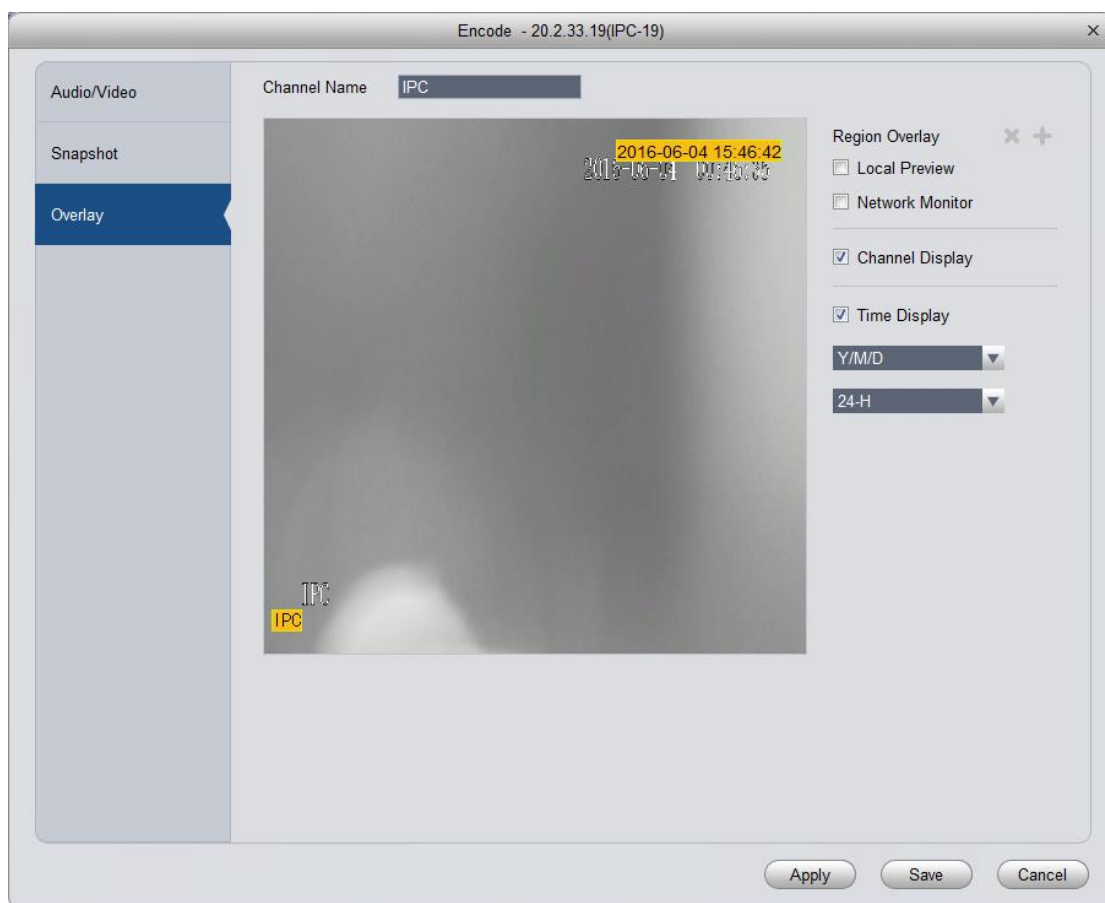 Encode - 20.2.33.19(IPC-19)
Audio/Video
Snapshot
Overlay
Channel Name IPC
2016-06-04 15:46:42
IPC
IPC
Region Overlay
Local Preview
Network Monitor
Channel Display
Time Display
Y/M/D
24-H
Apply Save Cancel